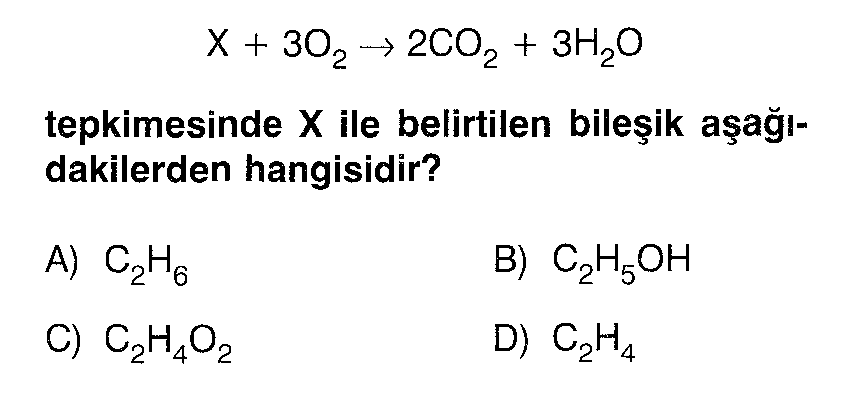 X + 3O₂ → 2CO₂ + 3H₂O
tepkimesinde X ile belirtilen bileşik aşağı-
dakilerden hangisidir?
A) C₂H₆ B) C₂H₅OH
C) C₂H₄O₂ D) C₂H₄